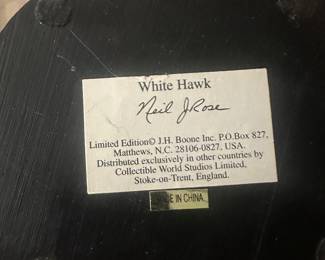 White Hawk
Neil J Rose
Limited Edition© J.H. Boone Inc. P.O.Box 827,
Matthews, N.C. 28106-0827, USA.
Distributed exclusively in other countries by
Collectible World Studios Limited,
Stoke-on-Trent, England.
MADE IN CHINA